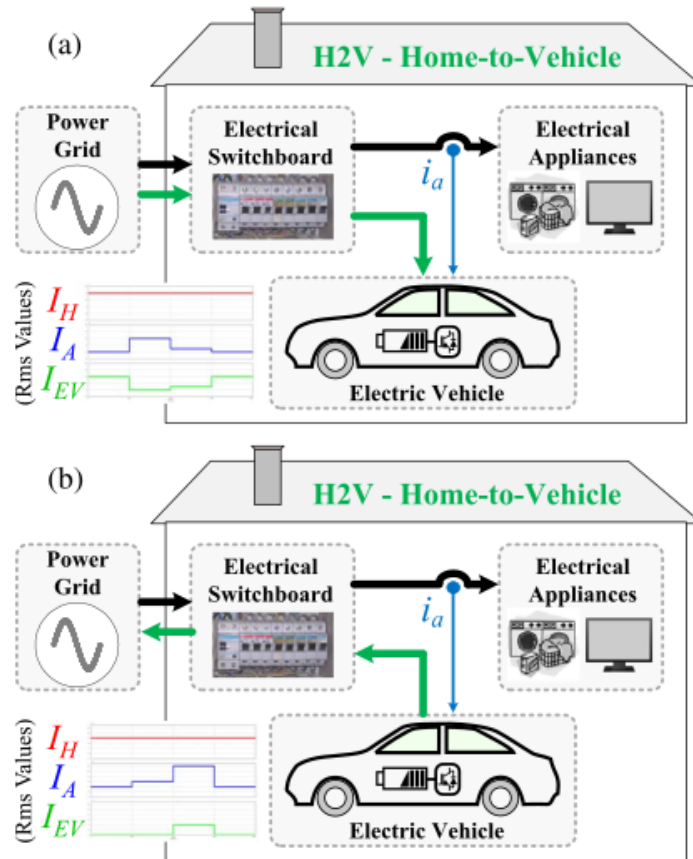 (a)
H2V - Home-to-Vehicle
Power
Grid
Electrical
Switchboard
Electrical
Appliances
i_a
(Rms Values)
I_H
I_A
I_EV
Electric Vehicle
(b)
H2V - Home-to-Vehicle
Power
Grid
Electrical
Switchboard
Electrical
Appliances
i_a
(Rms Values)
I_H
I_A
I_EV
Electric Vehicle